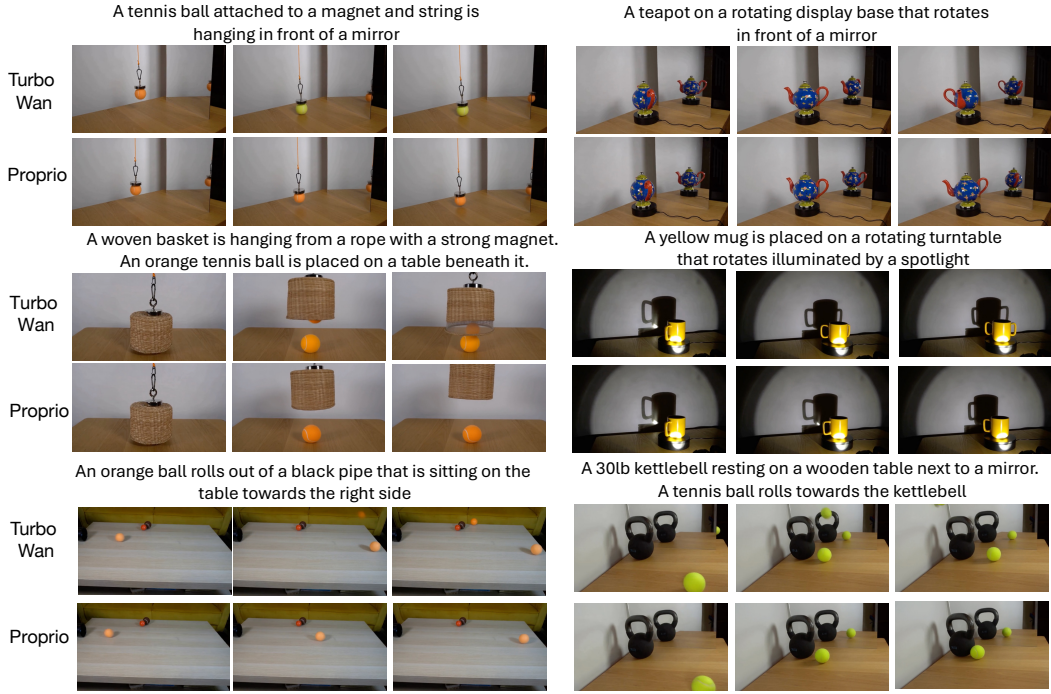 A tennis ball attached to a magnet and string is
hanging in front of a mirror
Turbo
Wan
Proprio
A teapot on a rotating display base that rotates
in front of a mirror
A woven basket is hanging from a rope with a strong magnet.
An orange tennis ball is placed on a table beneath it.
Turbo
Wan
Proprio
A yellow mug is placed on a rotating turntable
that rotates illuminated by a spotlight
An orange ball rolls out of a black pipe that is sitting on the
table towards the right side
Turbo
Wan
Proprio
A 30lb kettlebell resting on a wooden table next to a mirror.
A tennis ball rolls towards the kettlebell